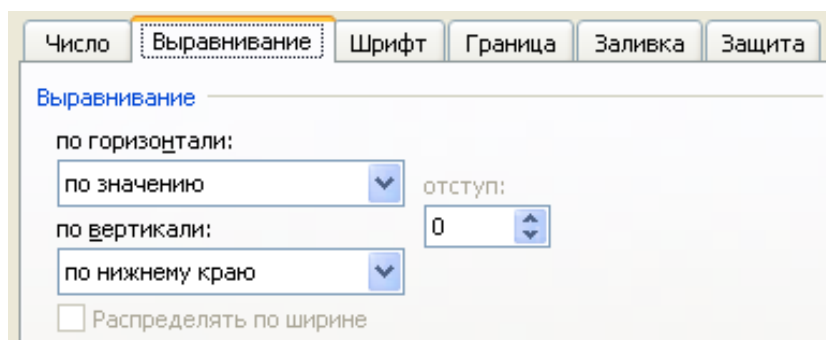 Число Выравнивание Шрифт Граница Заливка Защита
Выравнивание
по горизонтали:
по значению
отступ:
по вертикали:
0
по нижнему краю
Распределять по ширине